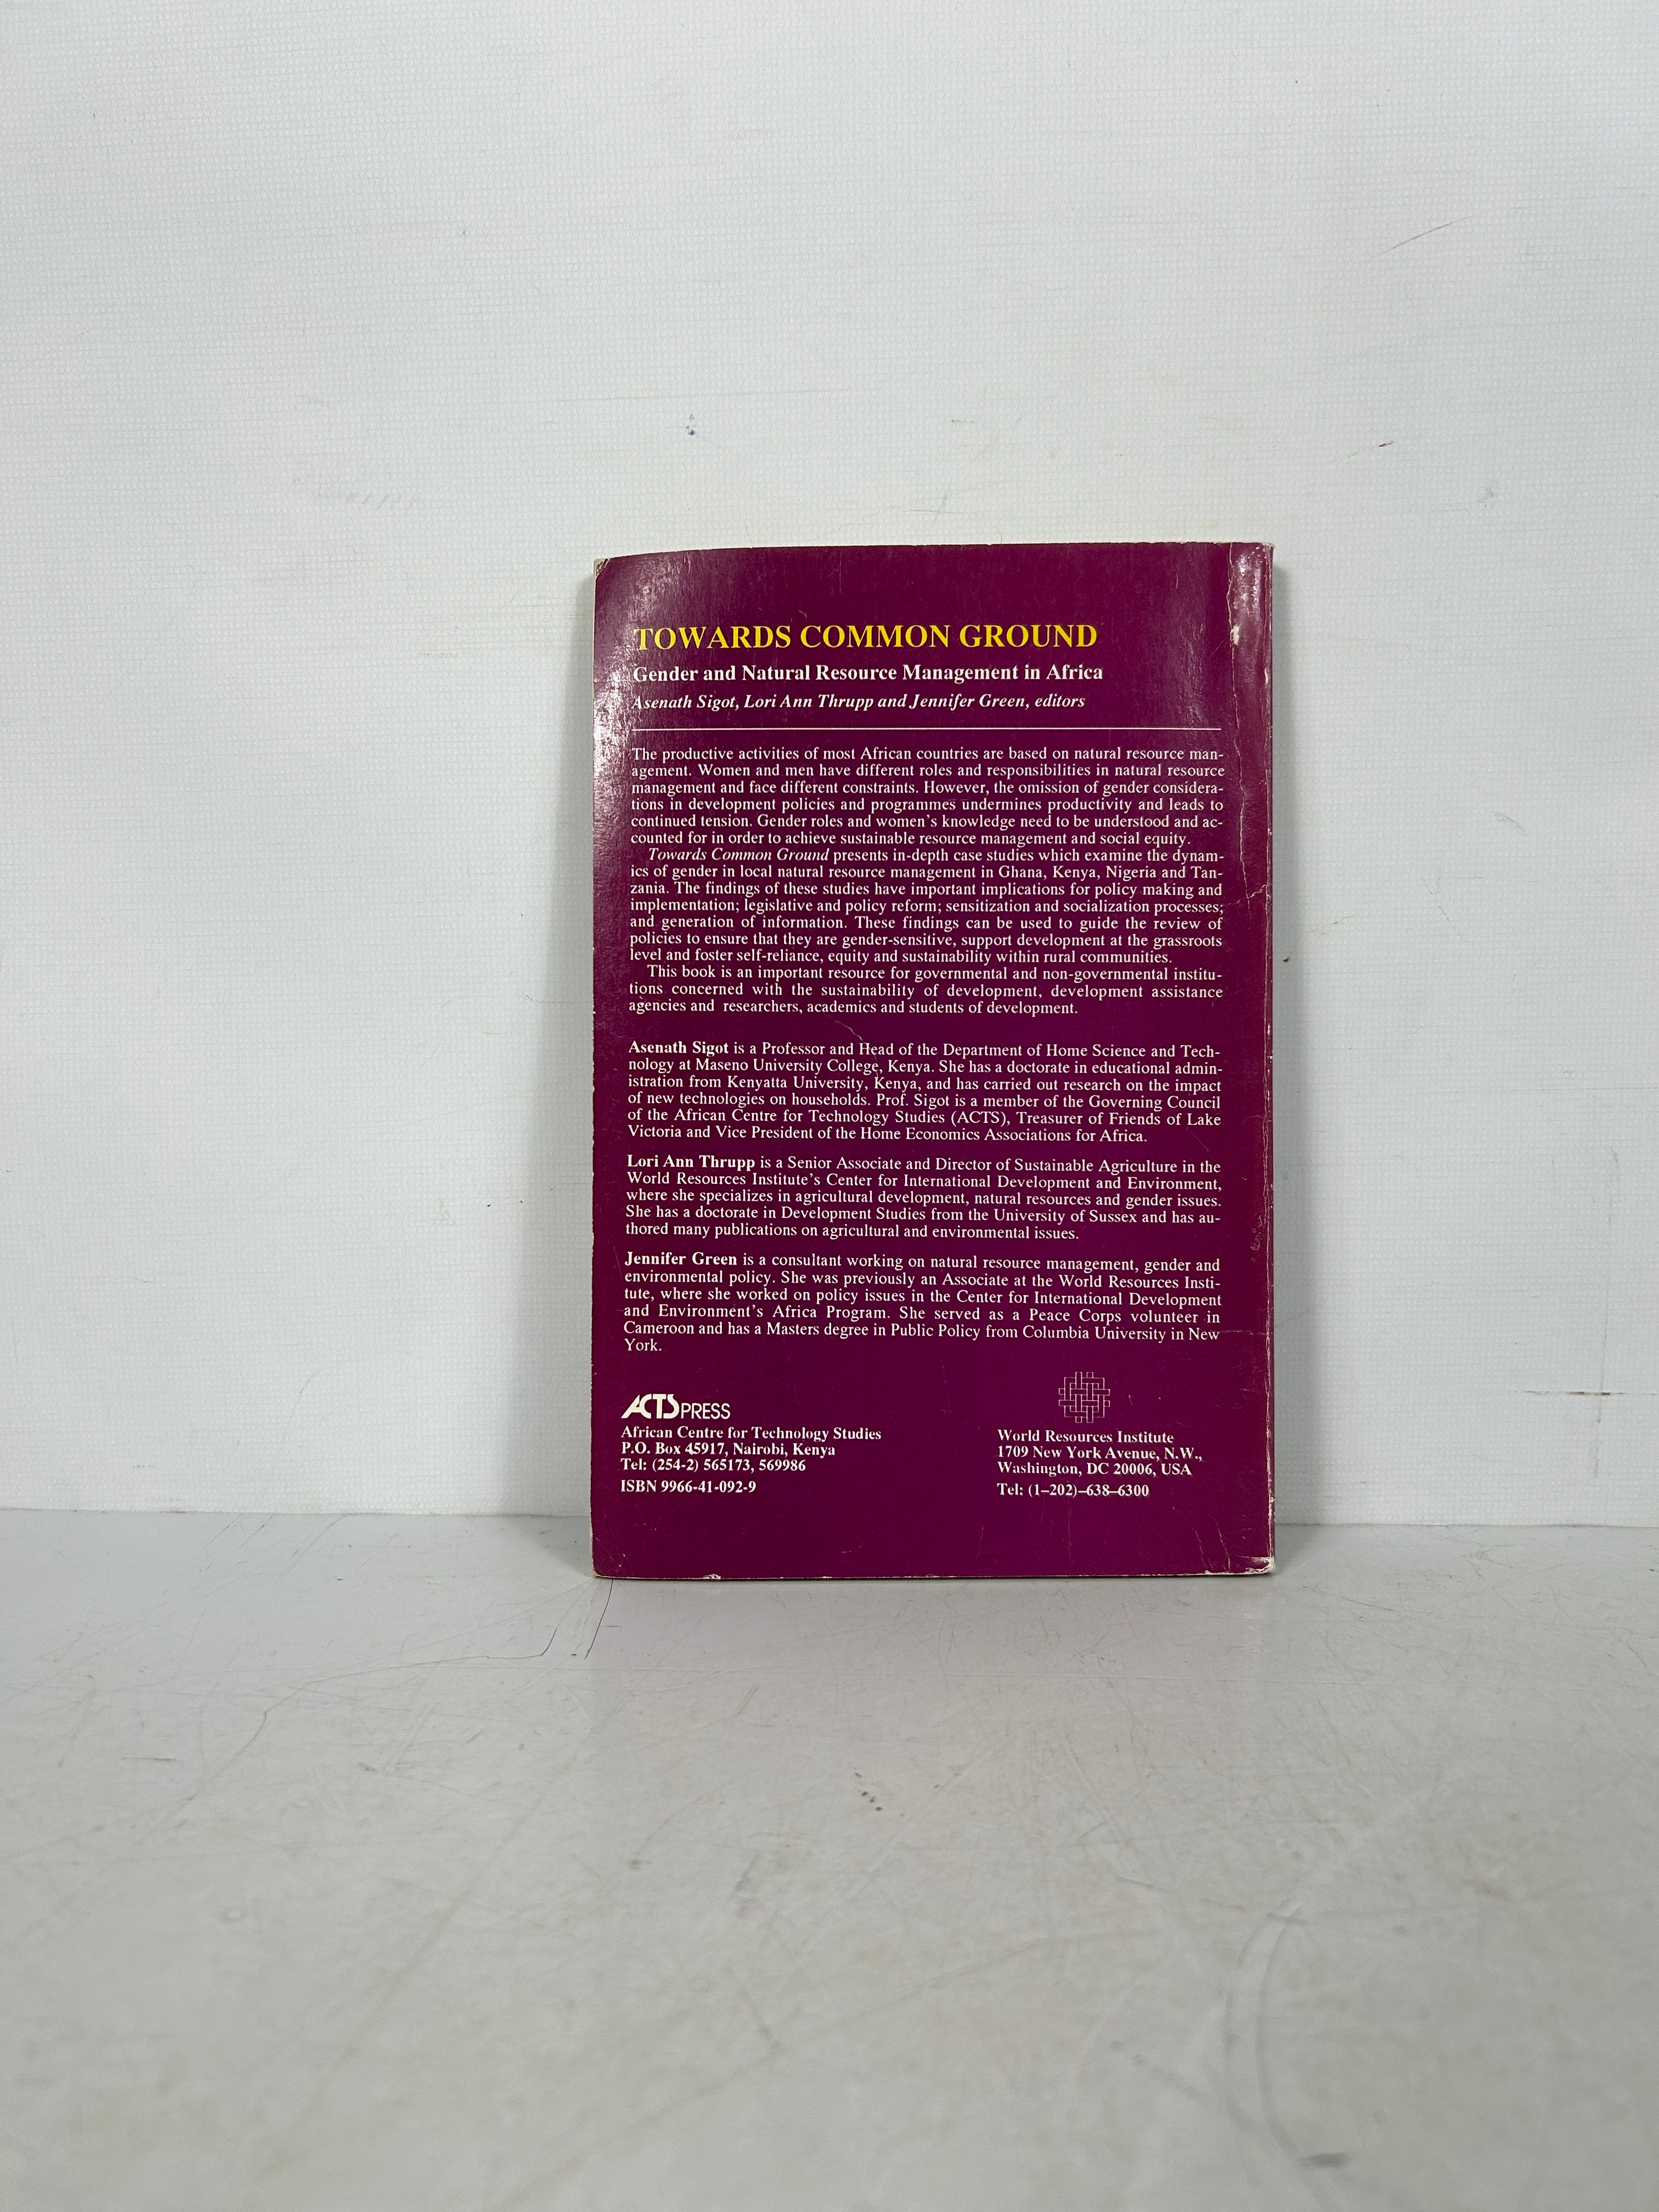 TOWARDS COMMON GROUND
Gender and Natural Resource Management in Africa
Asenath Sigot, Lori Ann Thrupp and Jennifer Green, editors
The productive activities of most African countries are based on natural resource man-
agement. Women and men have different roles and responsibilities in natural resource
management and face different constraints. However, the omission of gender considera-
tions in development policies and programmes undermines productivity and leads to
continued tension. Gender roles and women's knowledge need to be understood and ac-
counted for in order to achieve sustainable resource management and social equity.
Towards Common Ground presents in-depth case studies which examine the dynam-
ics of gender in local natural resource management in Ghana, Kenya, Nigeria and Tan-
zania. The findings of these studies have important implications for policy making and
implementation; legislative and policy reform; sensitization and socialization processes;
and generation of information. These findings can be used to guide the review of
policies to ensure that they are gender-sensitive, support development at the grassroots
level and foster self-reliance, equity and sustainability within rural communities.
This book is an important resource for governmental and non-governmental institu-
tions concerned with the sustainability of development, development assistance
agencies and researchers, academics and students of development.
Asenath Sigot is a Professor and Head of the Department of Home Science and Tech-
nology at Maseno University College, Kenya. She has a doctorate in educational admin-
istration from Kenyatta University, Kenya, and has carried out research on the impact
of new technologies on households. Prof. Sigot is a member of the Governing Council
of the African Centre for Technology Studies (ACTS), Treasurer of Friends of Lake
Victoria and Vice President of the Home Economics Associations for Africa.
Lori Ann Thrupp is a Senior Associate and Director of Sustainable Agriculture in the
World Resources Institute's Center for International Development and Environment,
where she specializes in agricultural development, natural resources and gender issues.
She has a doctorate in Development Studies from the University of Sussex and has au-
thored many publications on agricultural and environmental issues.
Jennifer Green is a consultant working on natural resource management, gender and
environmental policy. She was previously an Associate at the World Resources Insti-
tute, where she worked on policy issues in the Center for International Development
and Environment's Africa Program. She served as a Peace Corps volunteer in
Cameroon and has a Masters degree in Public Policy from Columbia University in New
York.
ACTS PRESS
African Centre for Technology Studies
P.O. Box 45917, Nairobi, Kenya
Tel: (254-2) 565173, 569986
ISBN 9966-41-092-9
World Resources Institute
1709 New York Avenue, N.W.,
Washington, DC 20006, USA
Tel: (1–202)–638–6300